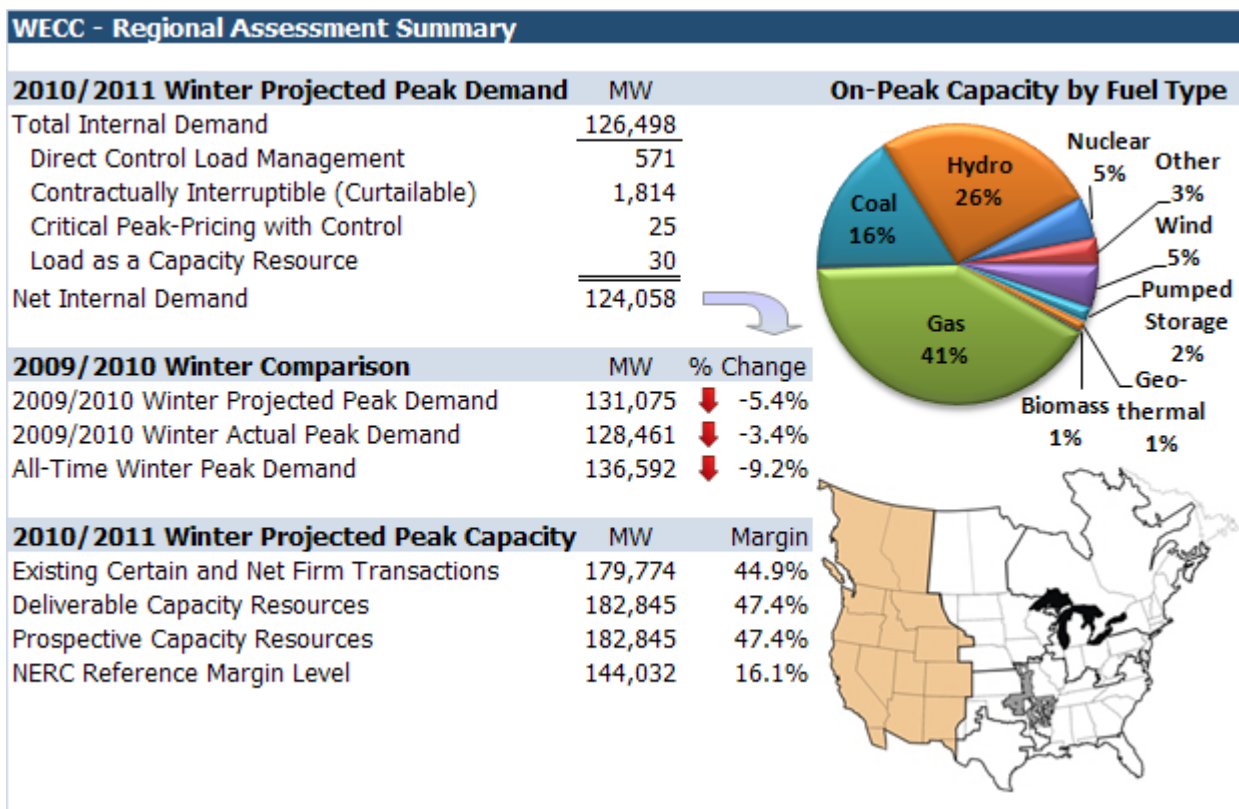 WECC - Regional Assessment Summary
2010/2011 Winter Projected Peak Demand MW
Total Internal Demand 126,498
Direct Control Load Management 571
Contractually Interruptible (Curtailable) 1,814
Critical Peak-Pricing with Control 25
Load as a Capacity Resource 30
Net Internal Demand 124,058
2009/2010 Winter Comparison MW % Change
2009/2010 Winter Projected Peak Demand 131,075 -5.4%
2009/2010 Winter Actual Peak Demand 128,461 -3.4%
All-Time Winter Peak Demand 136,592 -9.2%
2010/2011 Winter Projected Peak Capacity MW Margin
Existing Certain and Net Firm Transactions 179,774 44.9%
Deliverable Capacity Resources 182,845 47.4%
Prospective Capacity Resources 182,845 47.4%
NERC Reference Margin Level 144,032 16.1%
On-Peak Capacity by Fuel Type
Nuclear
5%
Other
3%
Hydro
26%
Coal
16%
Wind
5%
Pumped
Storage
2%
Gas
41%
Geo-
thermal
1%
Biomass
1%